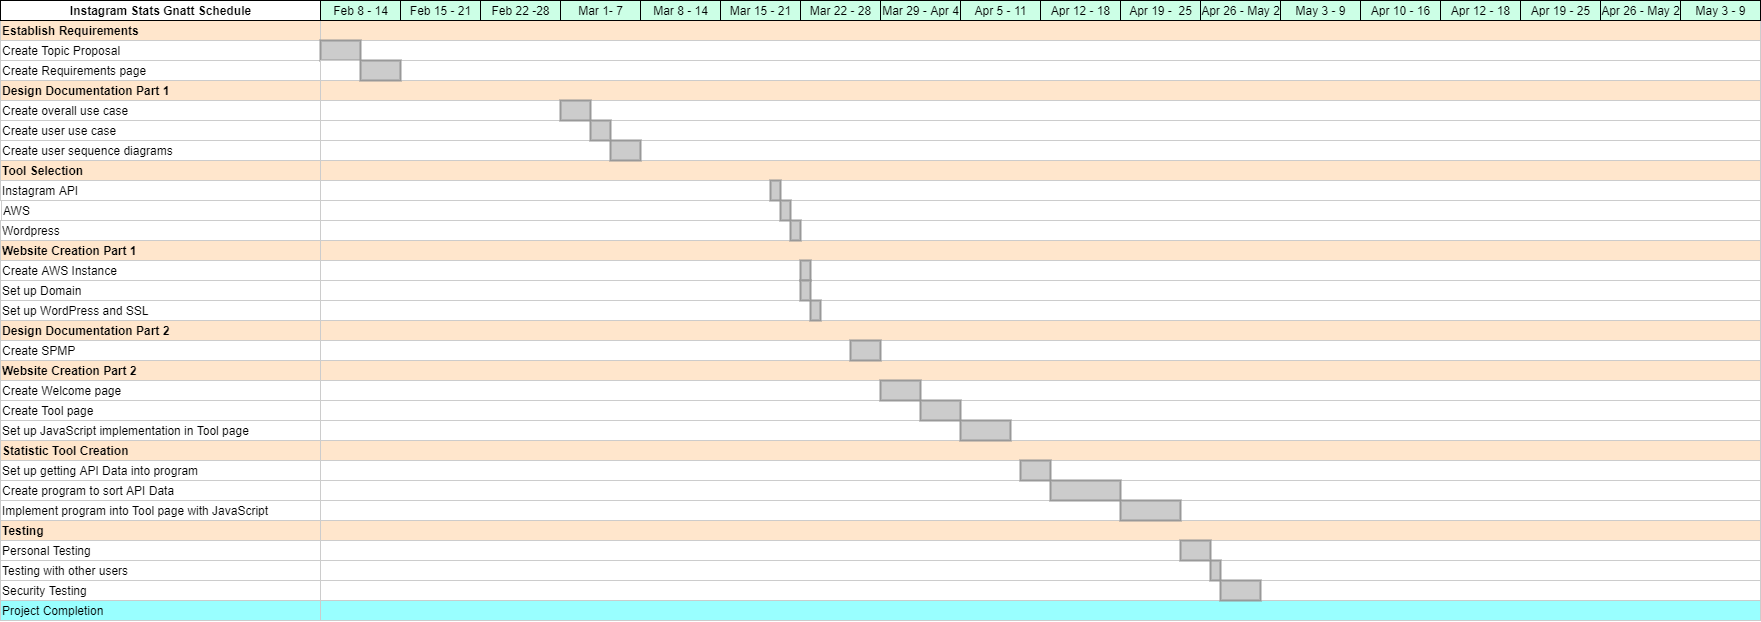 Instagram Stats Gnatt Schedule Feb 8 - 14 Feb 15 - 21 Feb 22 -28 Mar 1- 7 Mar 8 - 14 Mar 15 - 21 Mar 22 - 28 Mar 29 - Apr 4 Apr 5 - 11 Apr 12 - 18 Apr 19 - 25 Apr 26 - May 2 May 3 - 9 Apr 10 - 16 Apr 12 - 18 Apr 19 - 25 Apr 26 - May 2 May 3 - 9
Establish Requirements
Create Topic Proposal
Create Requirements page
Design Documentation Part 1
Create overall use case
Create user use case
Create user sequence diagrams
Tool Selection
Instagram API
AWS
Wordpress
Website Creation Part 1
Create AWS Instance
Set up Domain
Set up WordPress and SSL
Design Documentation Part 2
Create SPMP
Website Creation Part 2
Create Welcome page
Create Tool page
Set up JavaScript implementation in Tool page
Statistic Tool Creation
Set up getting API Data into program
Create program to sort API Data
Implement program into Tool page with JavaScript
Testing
Personal Testing
Testing with other users
Security Testing
Project Completion